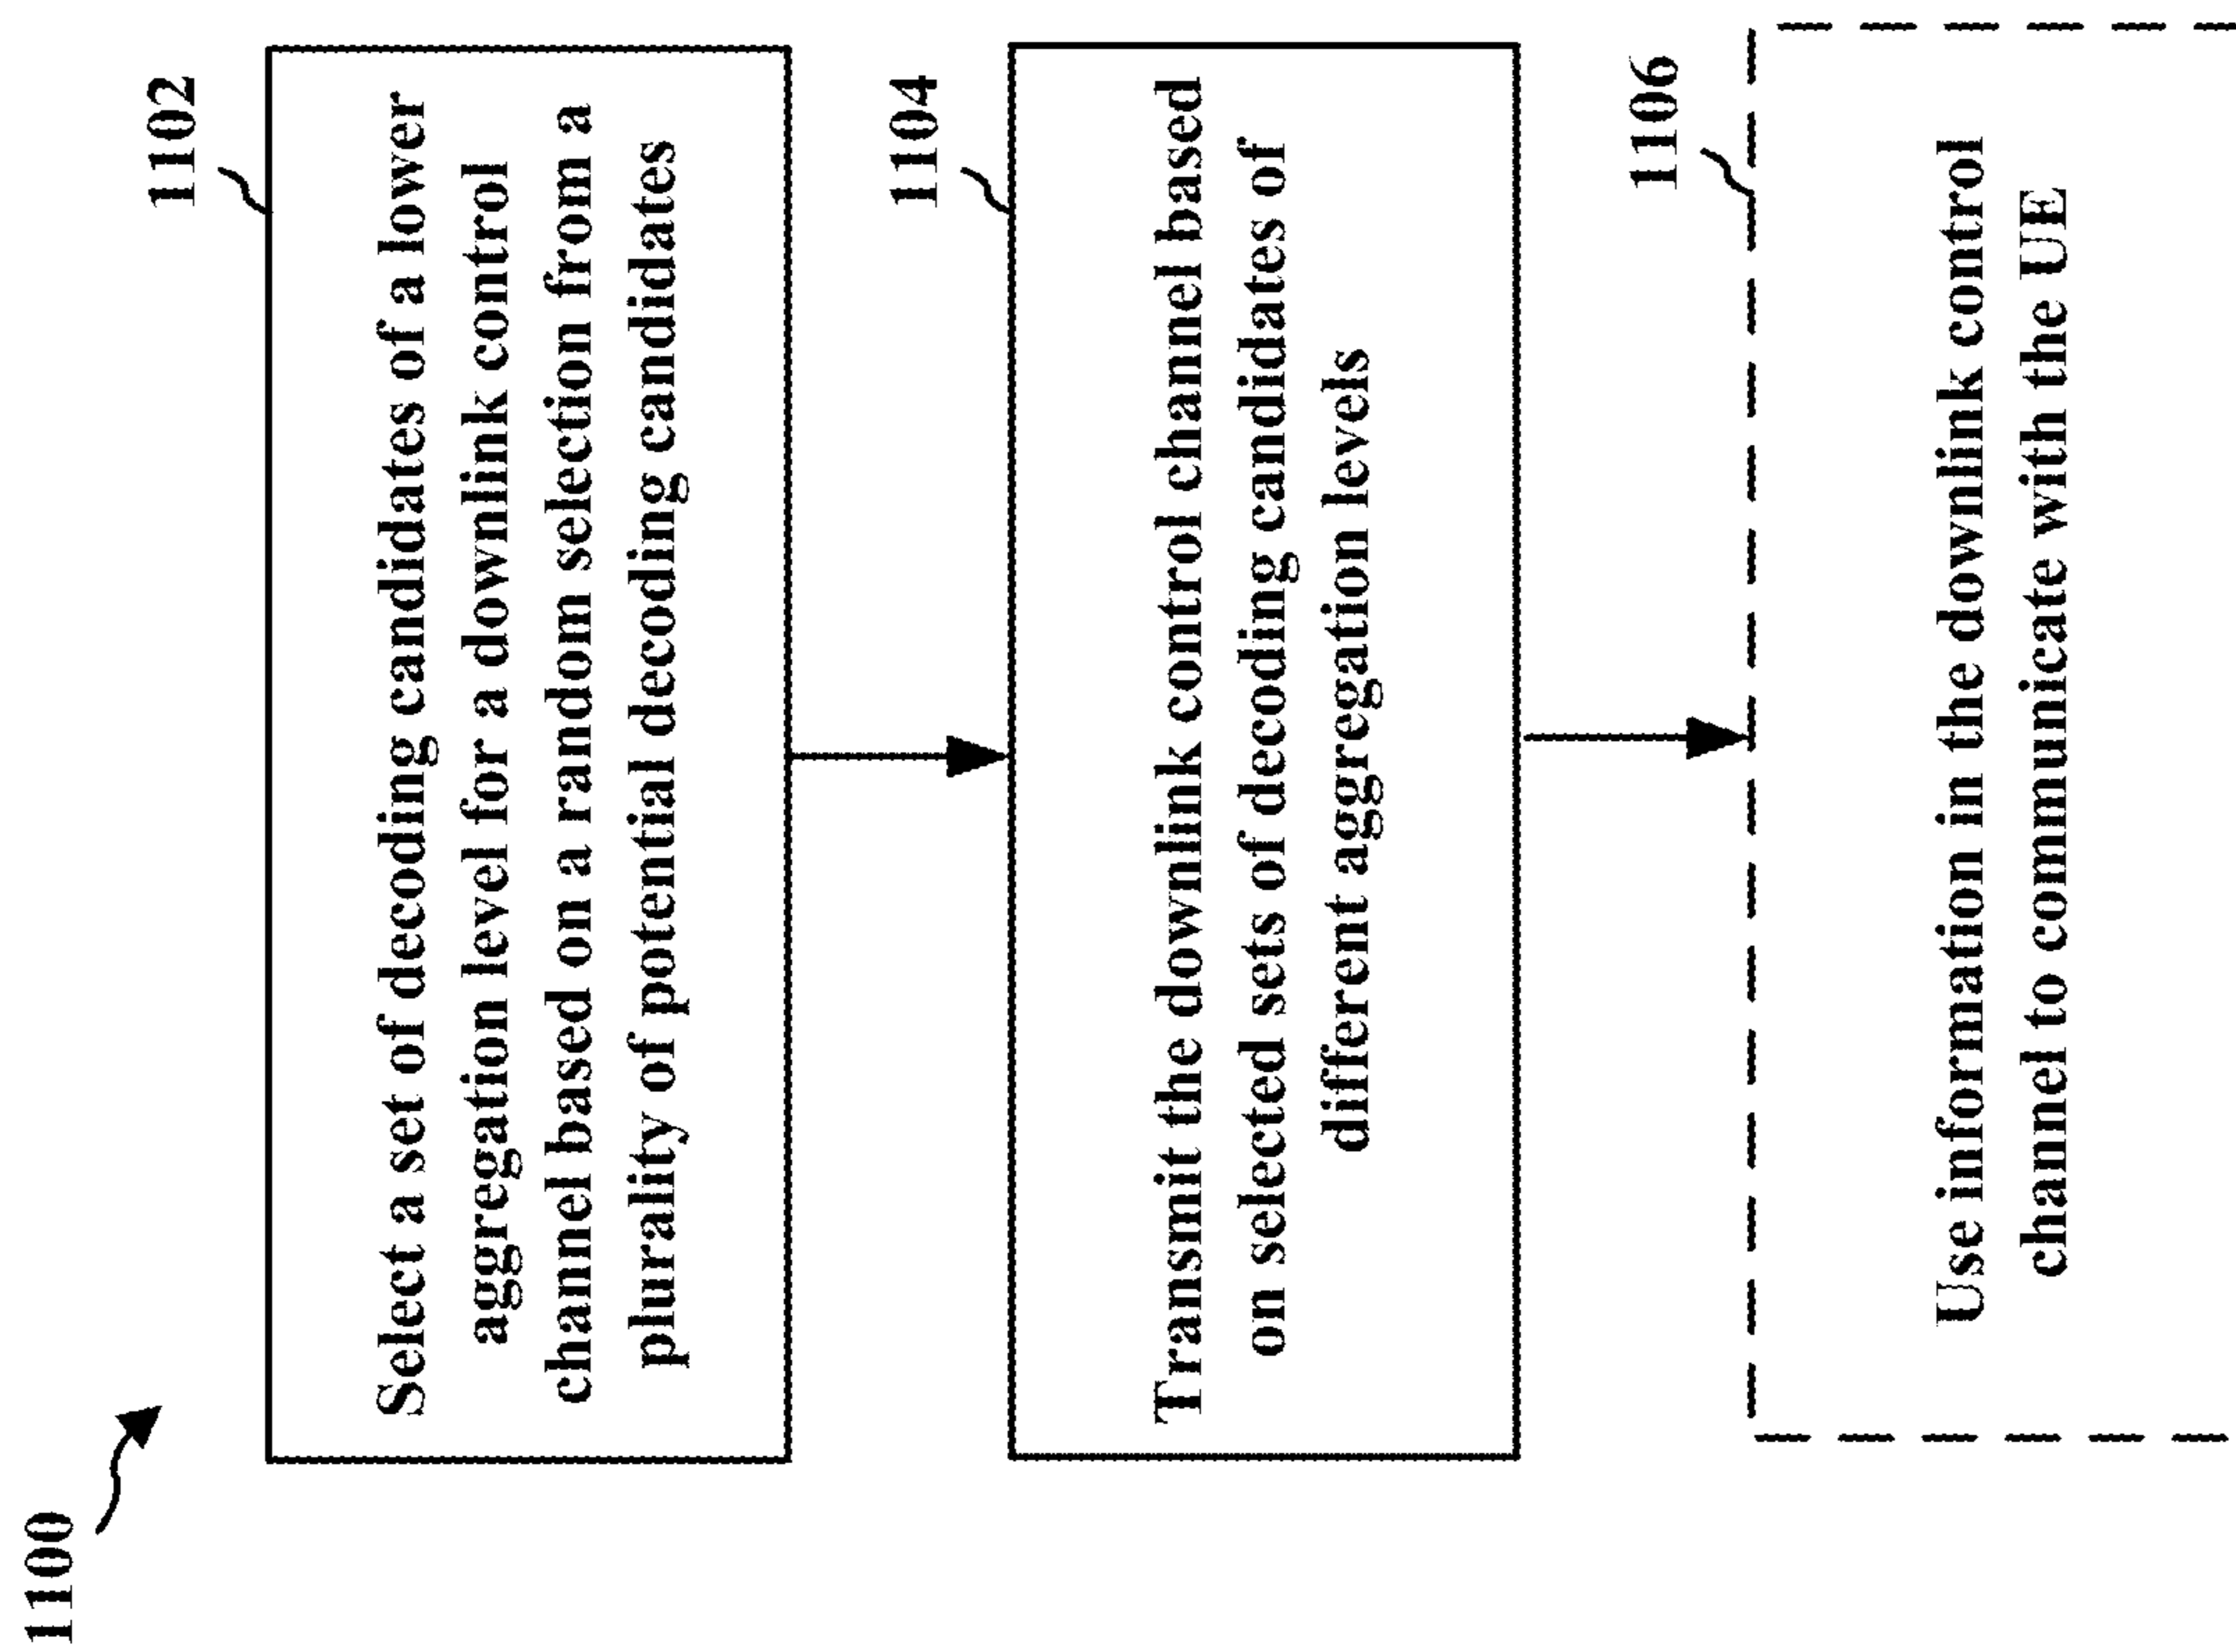 1100
1102
Select a set of decoding candidates of a lower
aggregation level for a downlink control
channel based on a random selection from a
plurality of potential decoding candidates
1104
Transmit the downlink control channel based
on selected sets of decoding candidates of
different aggregation levels
1106
Use information in the downlink control
channel to communicate with the UE